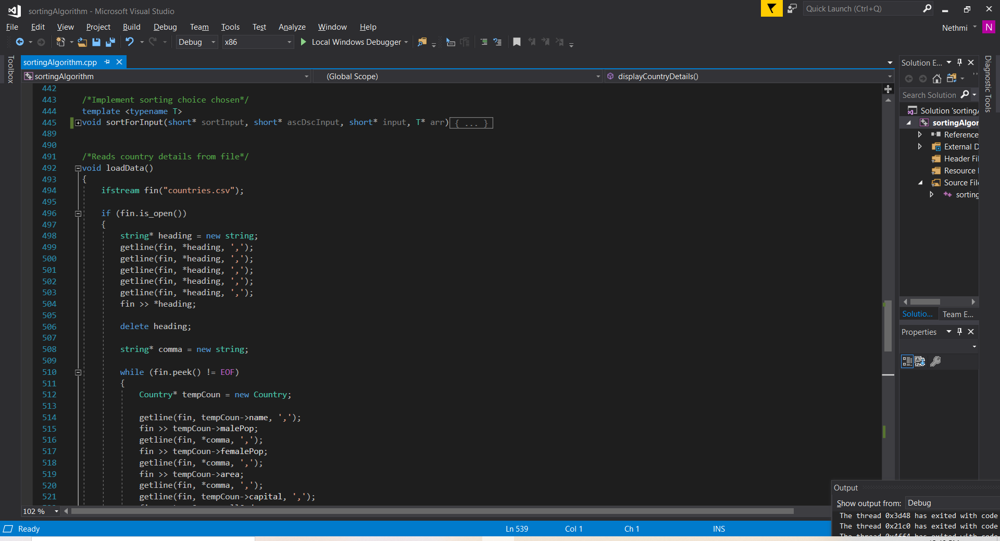 sortingAlgorithm - Microsoft Visual Studio
Quick Launch (Ctrl+Q)
File Edit View Project Build Debug Team Tools Test Analyze Window Help
Nethmi N
Debug x86 Local Windows Debugger
Toolbox
sortingAlgorithm.cpp
sortingAlgorithm (Global Scope) displayCountryDetails()
442
443 /*Implement sorting choice chosen*/
444 template <typename T>
445 void sortForInput(short* sortInput, short* ascDscInput, short* input, T* arr){ ... }
489
490
491 /*Reads country details from file*/
492 void loadData()
493 {
494 ifstream fin("countries.csv");
495
496 if (fin.is_open())
497 {
498 string* heading = new string;
499 getline(fin, *heading, ',');
500 getline(fin, *heading, ',');
501 getline(fin, *heading, ',');
502 getline(fin, *heading, ',');
503 getline(fin, *heading, ',');
504 fin >> *heading;
505
506 delete heading;
507
508 string* comma = new string;
509
510 while (fin.peek() != EOF)
511 {
512 Country* tempCoun = new Country;
513
514 getline(fin, tempCoun->name, ',');
515 fin >> tempCoun->malePop;
516 getline(fin, *comma, ',');
517 fin >> tempCoun->femalePop;
518 getline(fin, *comma, ',');
519 fin >> tempCoun->area;
520 getline(fin, *comma, ',');
521 getline(fin, tempCoun->capital, ',');
102 %
Solution E...
Search Solution
Solution 'sorting
sortingAlgor
Reference
External D
Header Fil
Resource
Source File
sorting
Solutio... Team E...
Properties
Diagnostic Tools
Output
Show output from: Debug
The thread 0x3d48 has exited with code
The thread 0x21c0 has exited with code
The thread 0x4ff4 has exited with code
Ready Ln 539 Col 1 Ch 1 INS